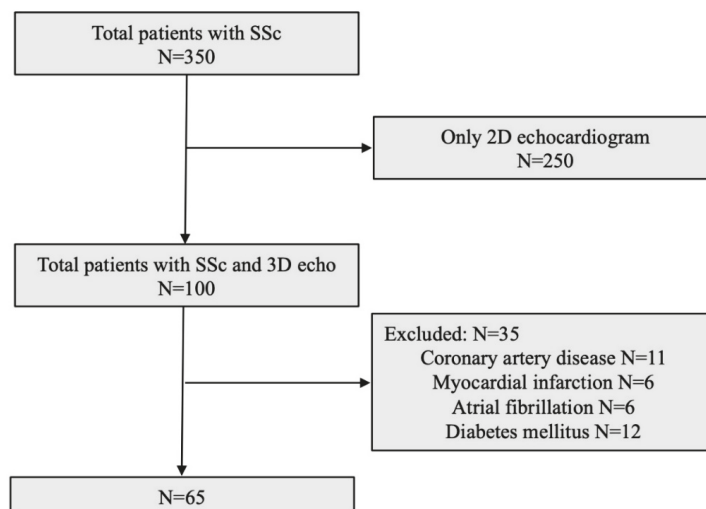 Total patients with SSc
N=350
Only 2D echocardiogram
N=250
Total patients with SSc and 3D echo
N=100
Excluded: N=35
Coronary artery disease N=11
Myocardial infarction N=6
Atrial fibrillation N=6
Diabetes mellitus N=12
N=65